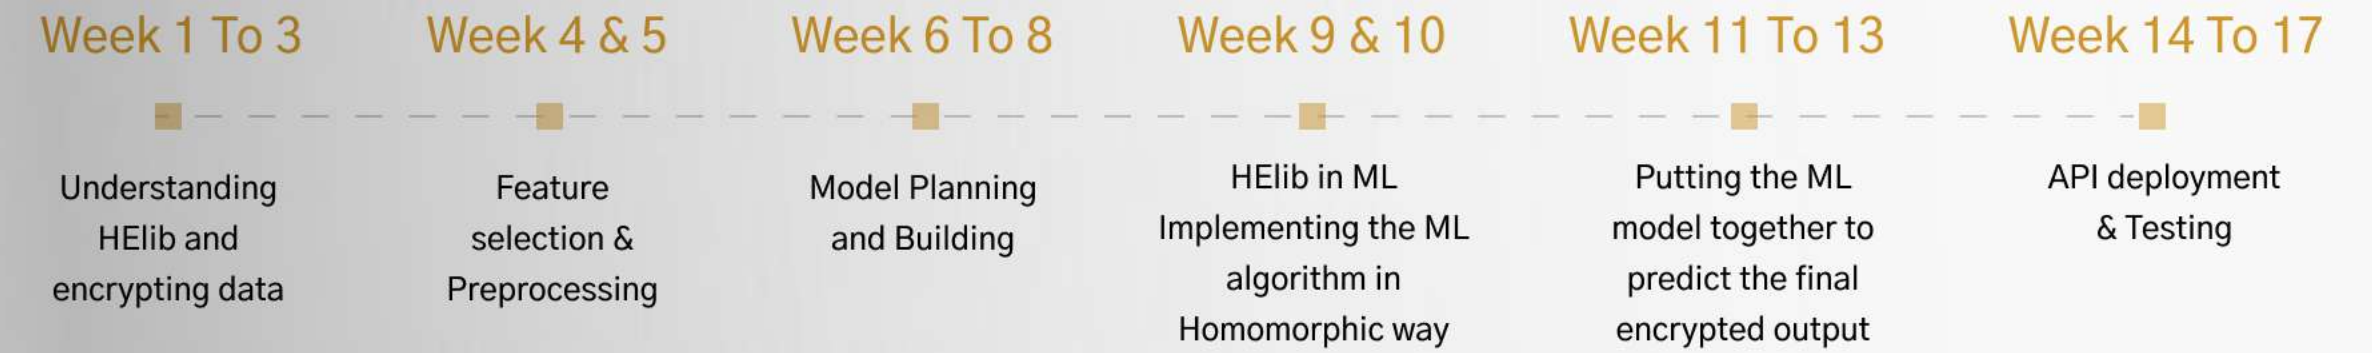 Week 1 To 3
Week 4 & 5
Week 6 To 8
Week 9 & 10
Week 11 To 13
Week 14 To 17
Understanding
HElib and
encrypting data
Feature
selection &
Preprocessing
Model Planning
and Building
HElib in ML
Implementing the ML
algorithm in
Homomorphic way
Putting the ML
model together to
predict the final
encrypted output
API deployment
& Testing